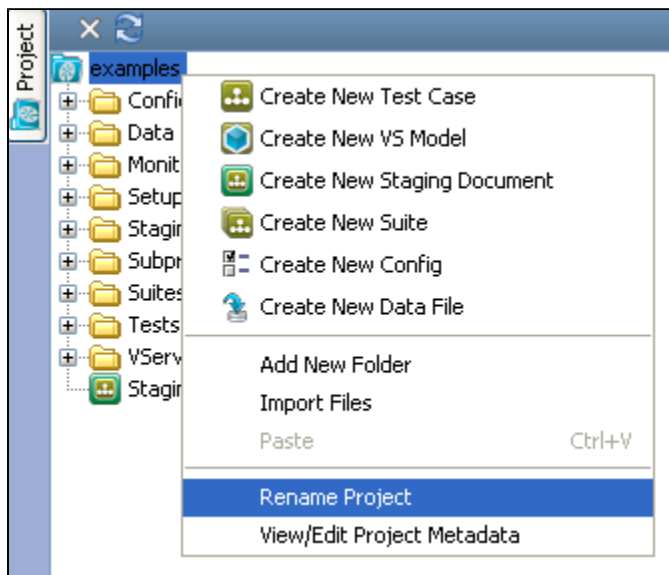 Project
examples
Create New Test Case
Confi
Create New VS Model
Data
Monit
Create New Staging Document
Setup
Create New Suite
Stagin
Subpr
Create New Config
Suites
Create New Data File
Tests
VServ
Add New Folder
Stagin
Import Files
Paste Ctrl+V
Rename Project
View/Edit Project Metadata